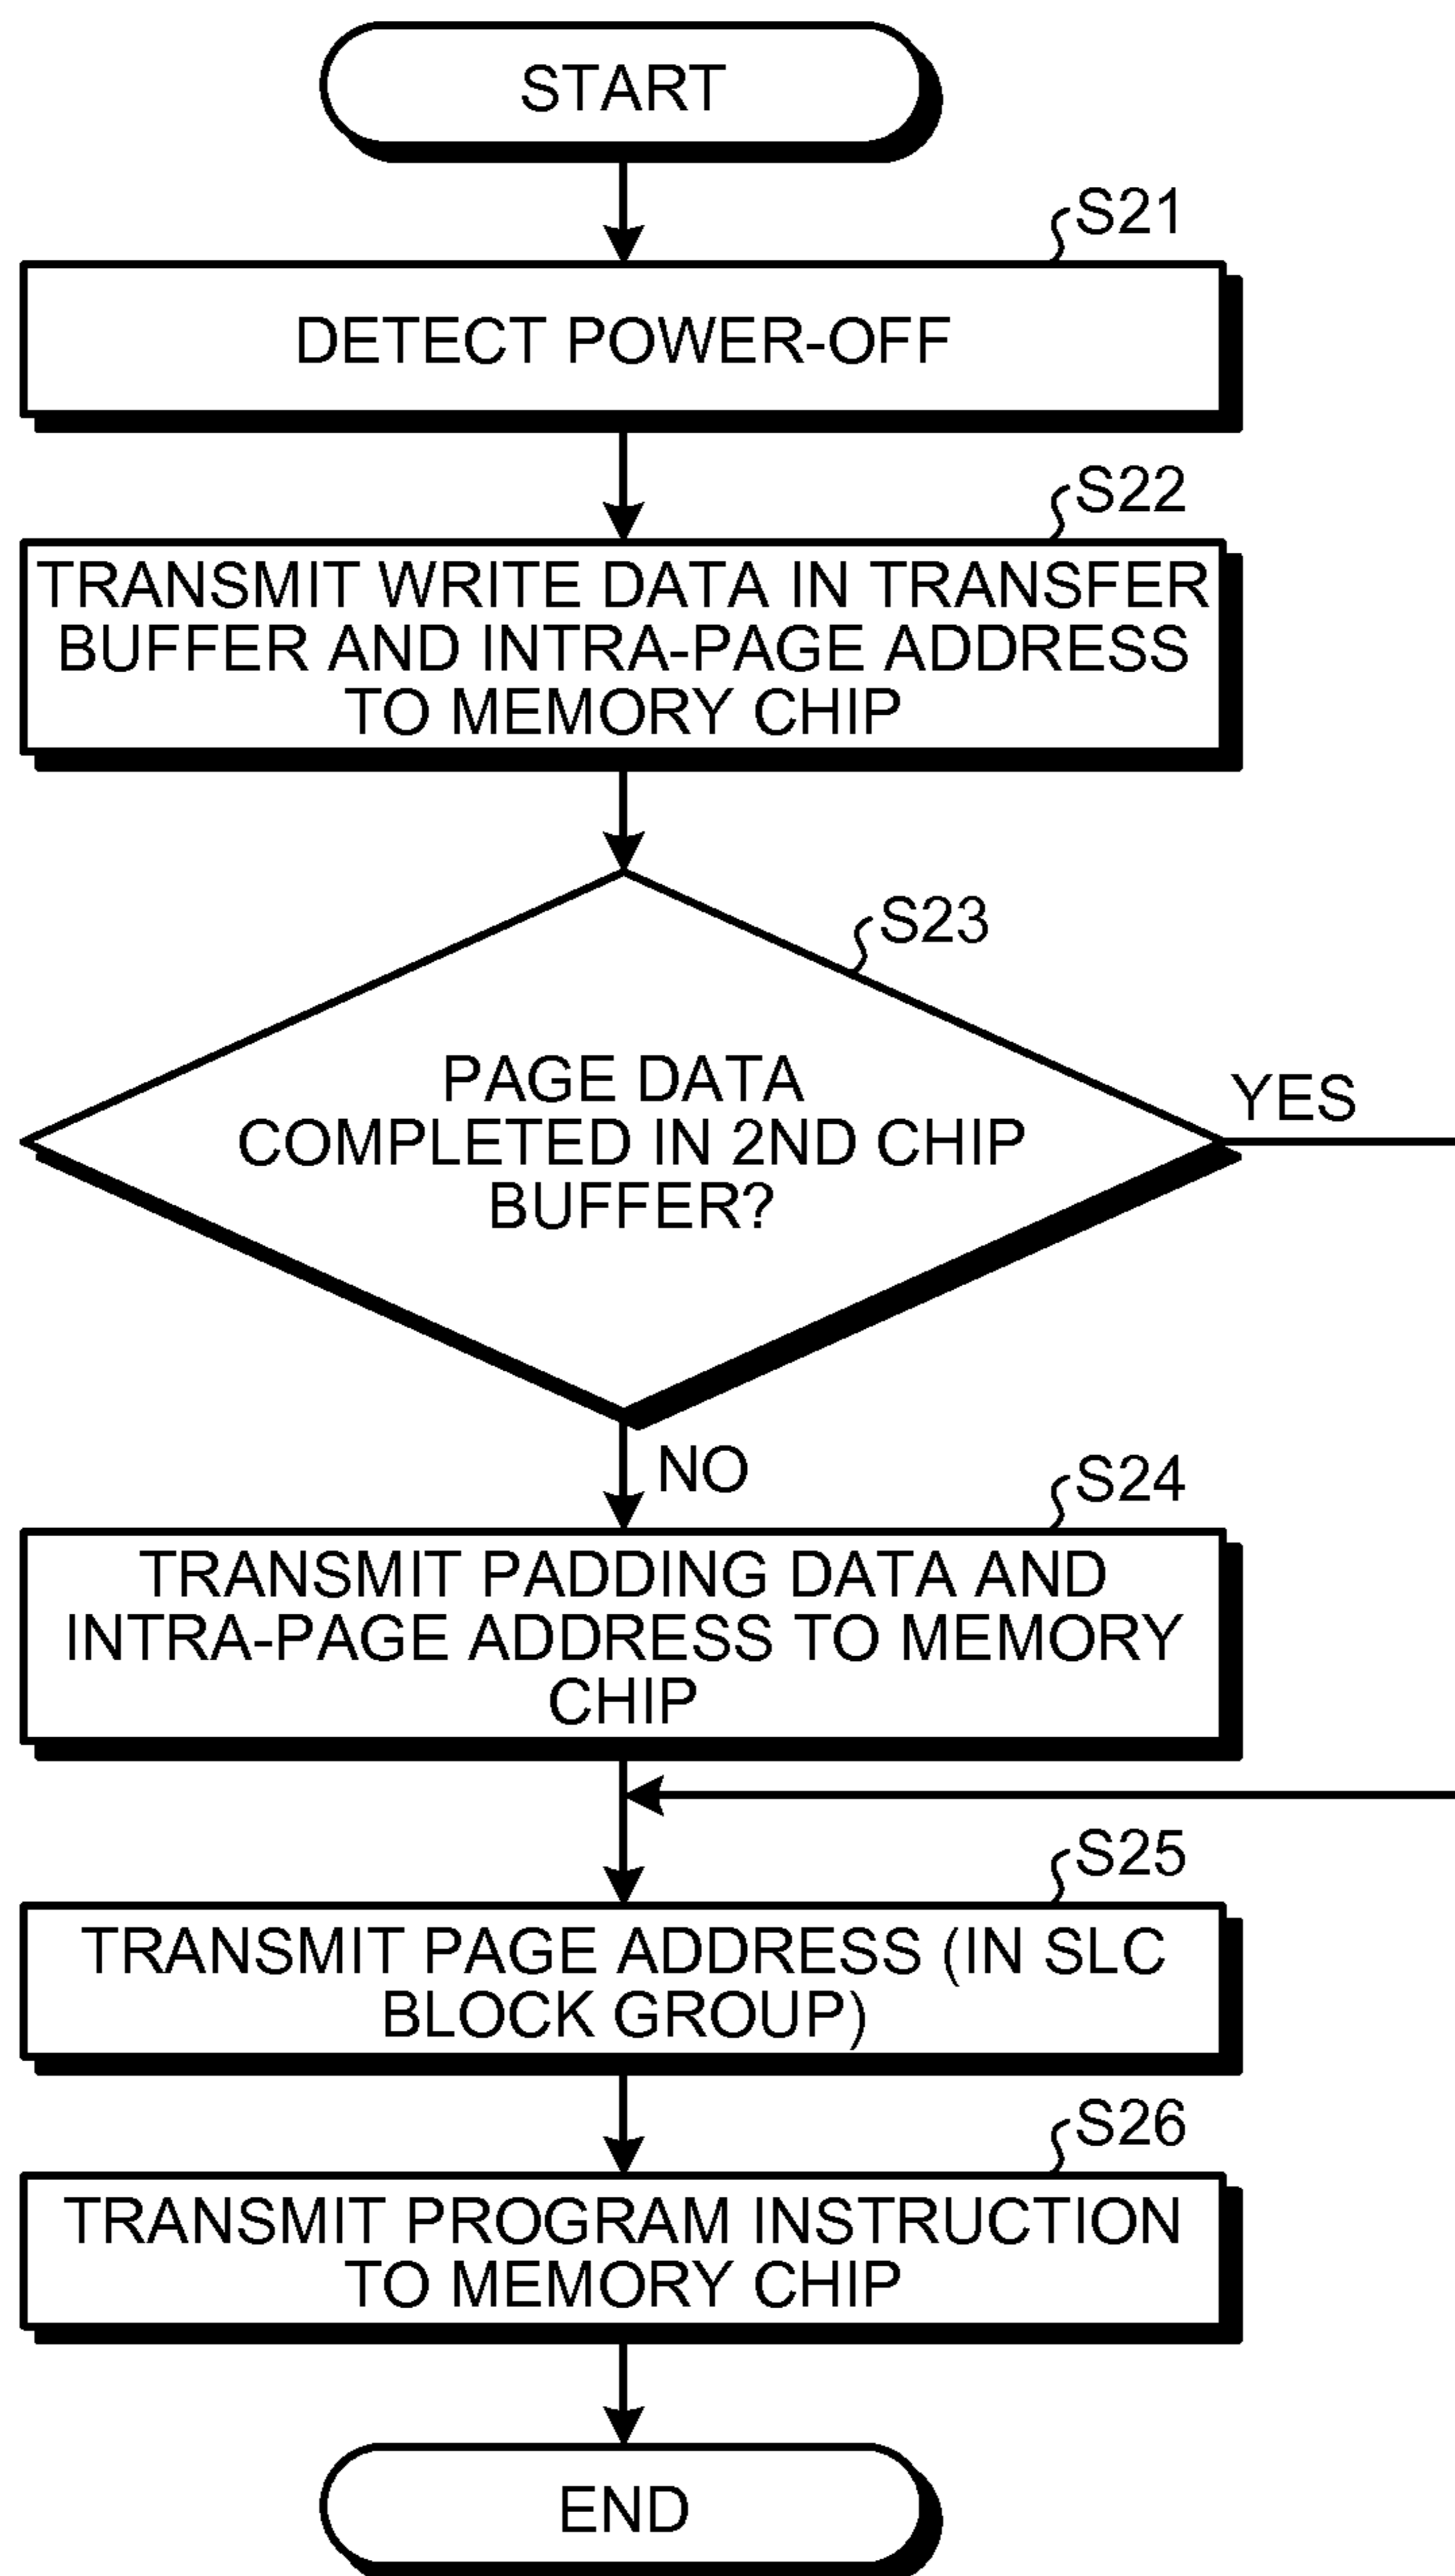 START
S21
DETECT POWER-OFF
S22
TRANSMIT WRITE DATA IN TRANSFER
BUFFER AND INTRA-PAGE ADDRESS
TO MEMORY CHIP
S23
PAGE DATA
COMPLETED IN 2ND CHIP
BUFFER?
YES
NO
S24
TRANSMIT PADDING DATA AND
INTRA-PAGE ADDRESS TO MEMORY
CHIP
S25
TRANSMIT PAGE ADDRESS (IN SLC
BLOCK GROUP)
S26
TRANSMIT PROGRAM INSTRUCTION
TO MEMORY CHIP
END